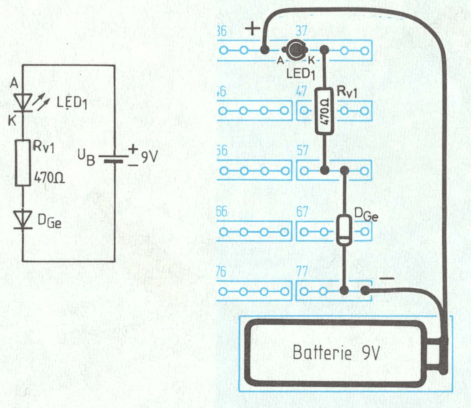 A
LED1
K
Rv1
470Ω
DGe
UB
+
9V
−
36
37
+
A
K
LED1
46
47
Rv1
470Ω
56
57
66
67
DGe
76
77
−
Batterie 9V